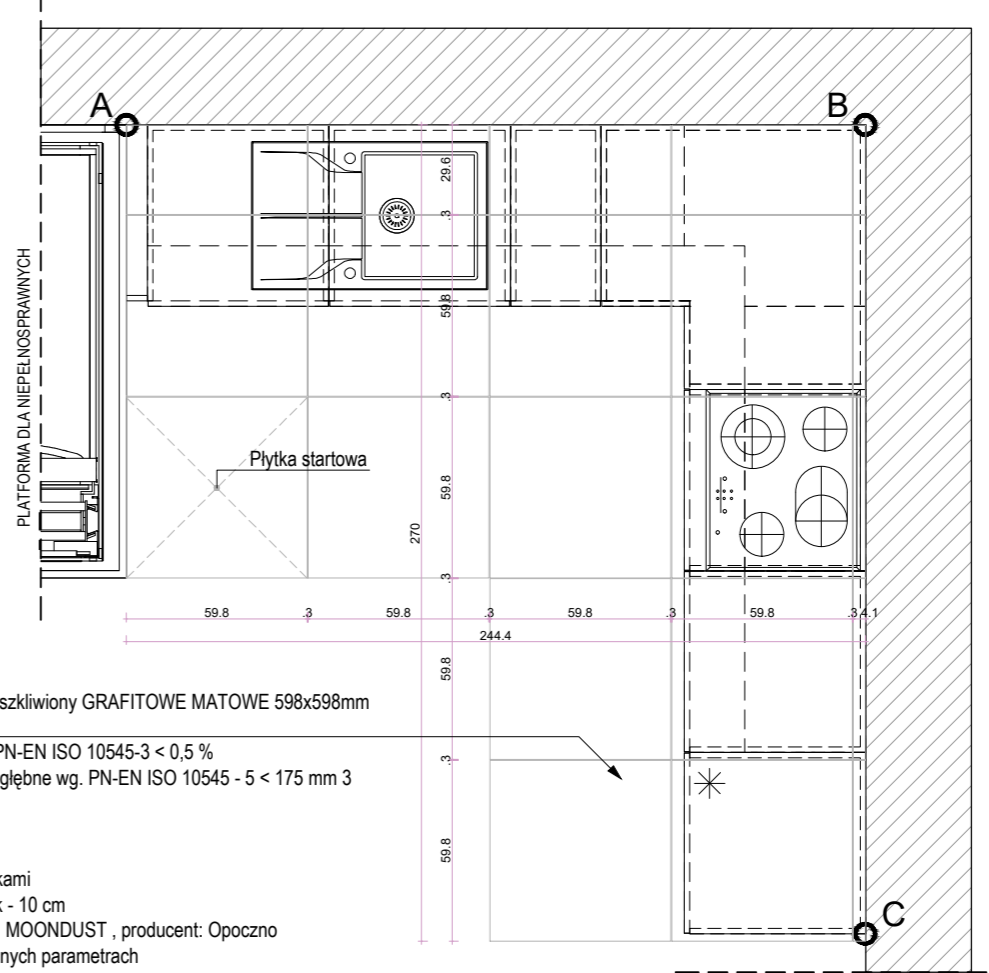 A
B
29.6
.3
59.8
.3
PLATFORMA DLA NIEPEŁNOSPRAWNYCH
Płytka startowa
59.8
270
.3
59.8
.3
59.8
.3
59.8
.3
59.8
.3
4.1
244.4
59.8
szkliwiony GRAFITOWE MATOWE 598x598mm
PN-EN ISO 10545-3 < 0,5 %
głębne wg. PN-EN ISO 10545 - 5 < 175 mm 3
.3
59.8
kami
k - 10 cm
MOONDUST , producent: Opoczno
nych parametrach
C